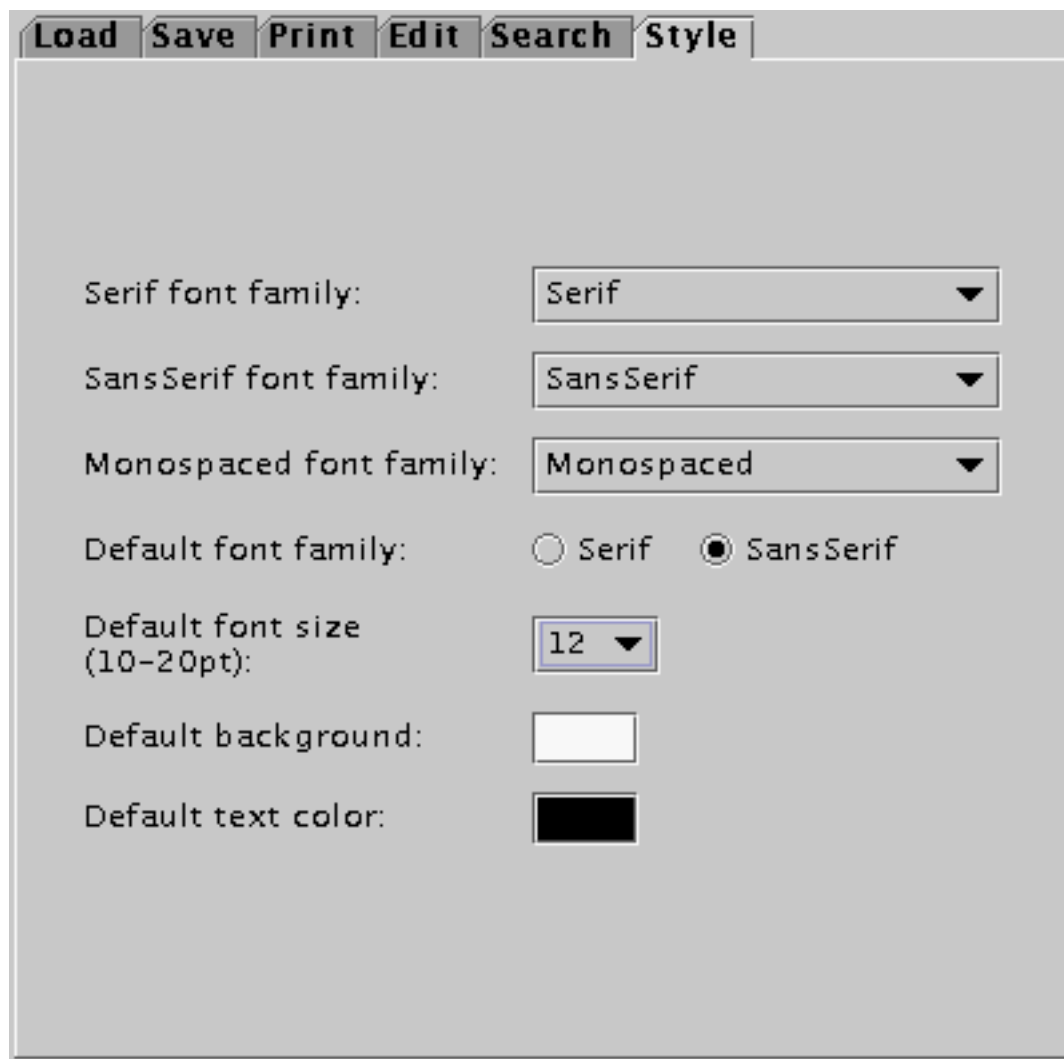 Load Save Print Edit Search Style
Serif font family: Serif
SansSerif font family: SansSerif
Monospaced font family: Monospaced
Default font family: Serif SansSerif
Default font size
(10-20pt): 12
Default background:
Default text color: